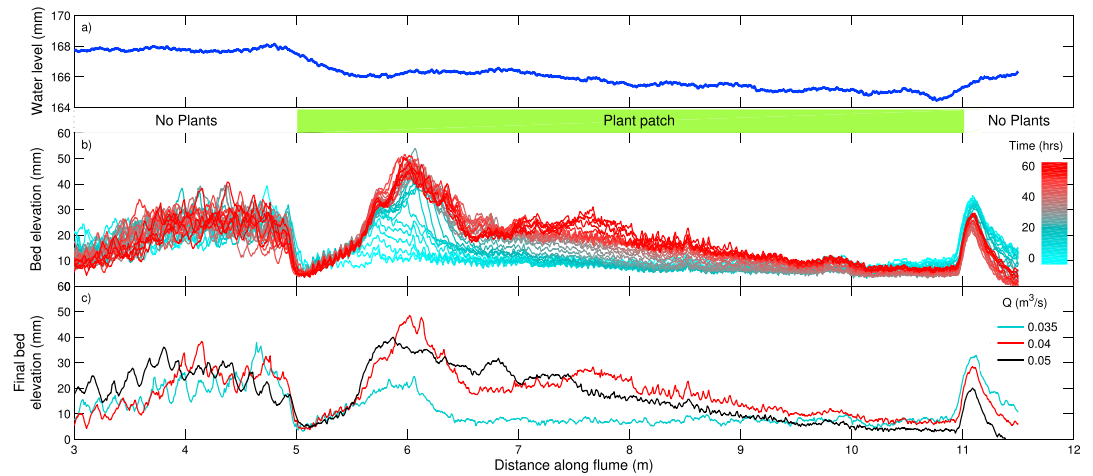 170
168
166
164
Water level (mm)
a)
No Plants
Plant patch
No Plants
60
50
40
30
20
10
Bed elevation (mm)
b)
Time (hrs)
60
40
20
0
60
50
40
30
20
10
0
Final bed
elevation (mm)
c)
Q (m³/s)
0.035
0.04
0.05
3 4 5 6 7 8 9 10 11 12
Distance along flume (m)